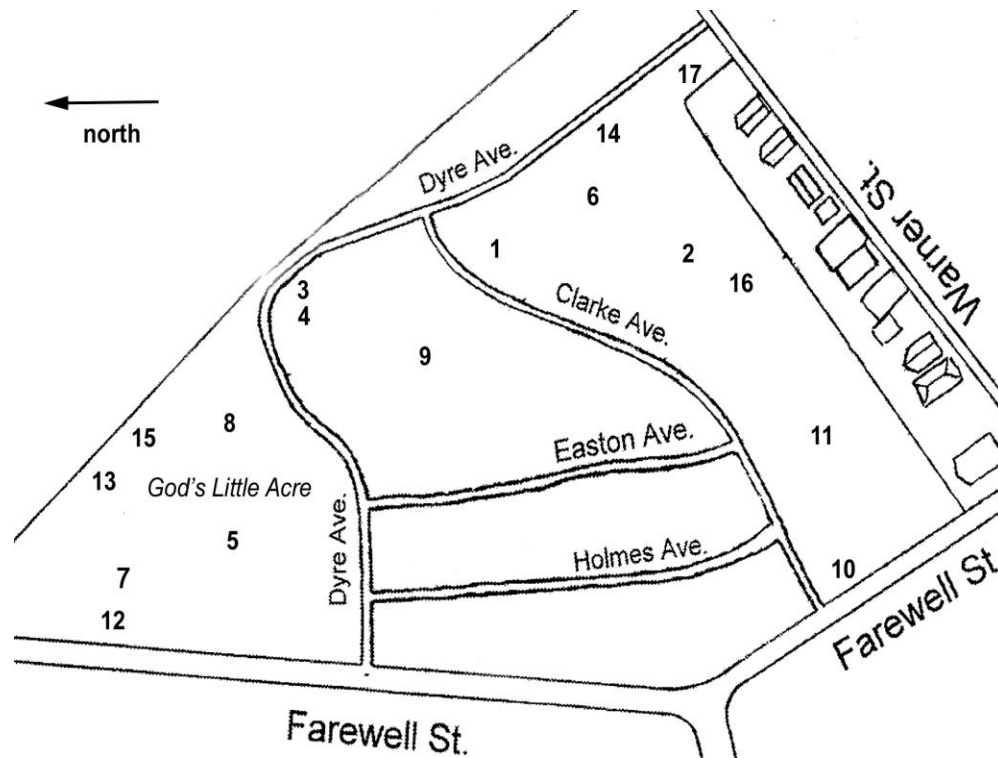 17
north
14
Dyre Ave.
6
Warner St.
1
2
16
3
4
Clarke Ave.
9
8
15
11
Easton Ave.
13
God's Little Acre
5
Dyre Ave.
Holmes Ave.
7
10
12
Farewell St.
Farewell St.